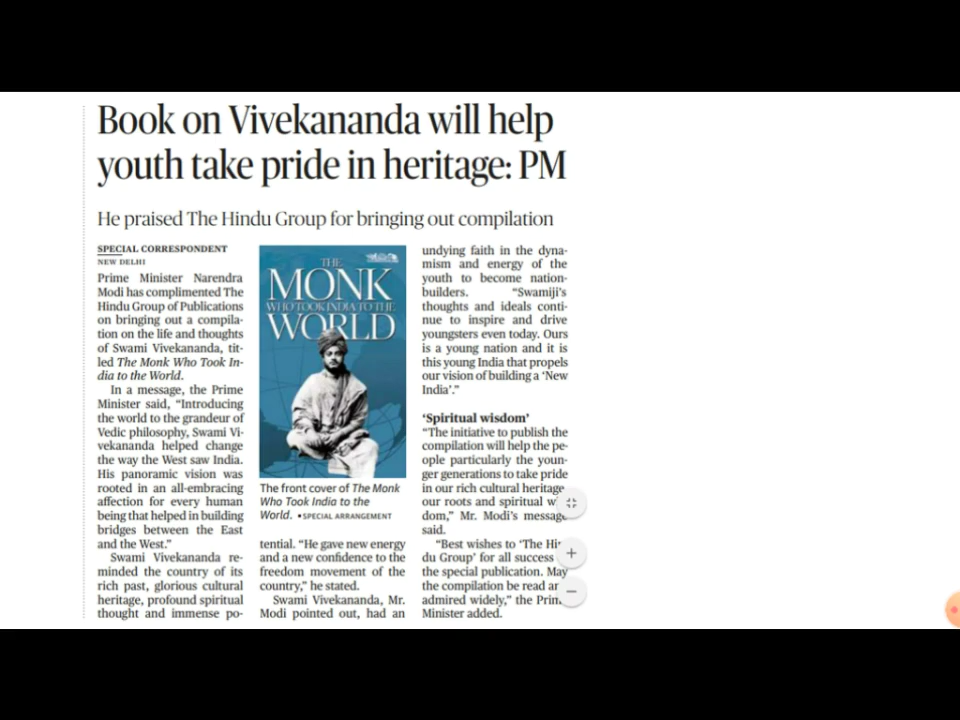 Book on Vivekananda will help
youth take pride in heritage: PM
He praised The Hindu Group for bringing out compilation
SPECIAL CORRESPONDENT
NEW DELHI
Prime Minister Narendra
Modi has complimented The
Hindu Group of Publications
on bringing out a compila-
tion on the life and thoughts
of Swami Vivekananda, tit-
led The Monk Who Took In-
dia to the World.
In a message, the Prime
Minister said, “Introducing
the world to the grandeur of
Vedic philosophy, Swami Vi-
vekananda helped change
the way the West saw India.
His panoramic vision was
rooted in an all-embracing
affection for every human
being that helped in building
bridges between the East
and the West.”
Swami Vivekananda re-
minded the country of its
rich past, glorious cultural
heritage, profound spiritual
thought and immense po-
THE
MONK
WHO TOOK INDIA TO THE
WORLD
The front cover of The Monk
Who Took India to the
World. •SPECIAL ARRANGEMENT
tential. “He gave new energy
and a new confidence to the
freedom movement of the
country,” he stated.
Swami Vivekananda, Mr.
Modi pointed out, had an
undying faith in the dyna-
mism and energy of the
youth to become nation-
builders. “Swamiji’s
thoughts and ideals conti-
nue to inspire and drive
youngsters even today. Ours
is a young nation and it is
this young India that propels
our vision of building a ‘New
India’.”
‘Spiritual wisdom’
“The initiative to publish the
compilation will help the pe-
ople particularly the youn-
ger generations to take pride
in our rich cultural heritage,
our roots and spiritual
dom,” Mr. Modi’s message
said.
“Best wishes to ‘The Hin-
du Group’ for all success
the special publication. May
the compilation be read
admired widely,” the Prime
Minister added.